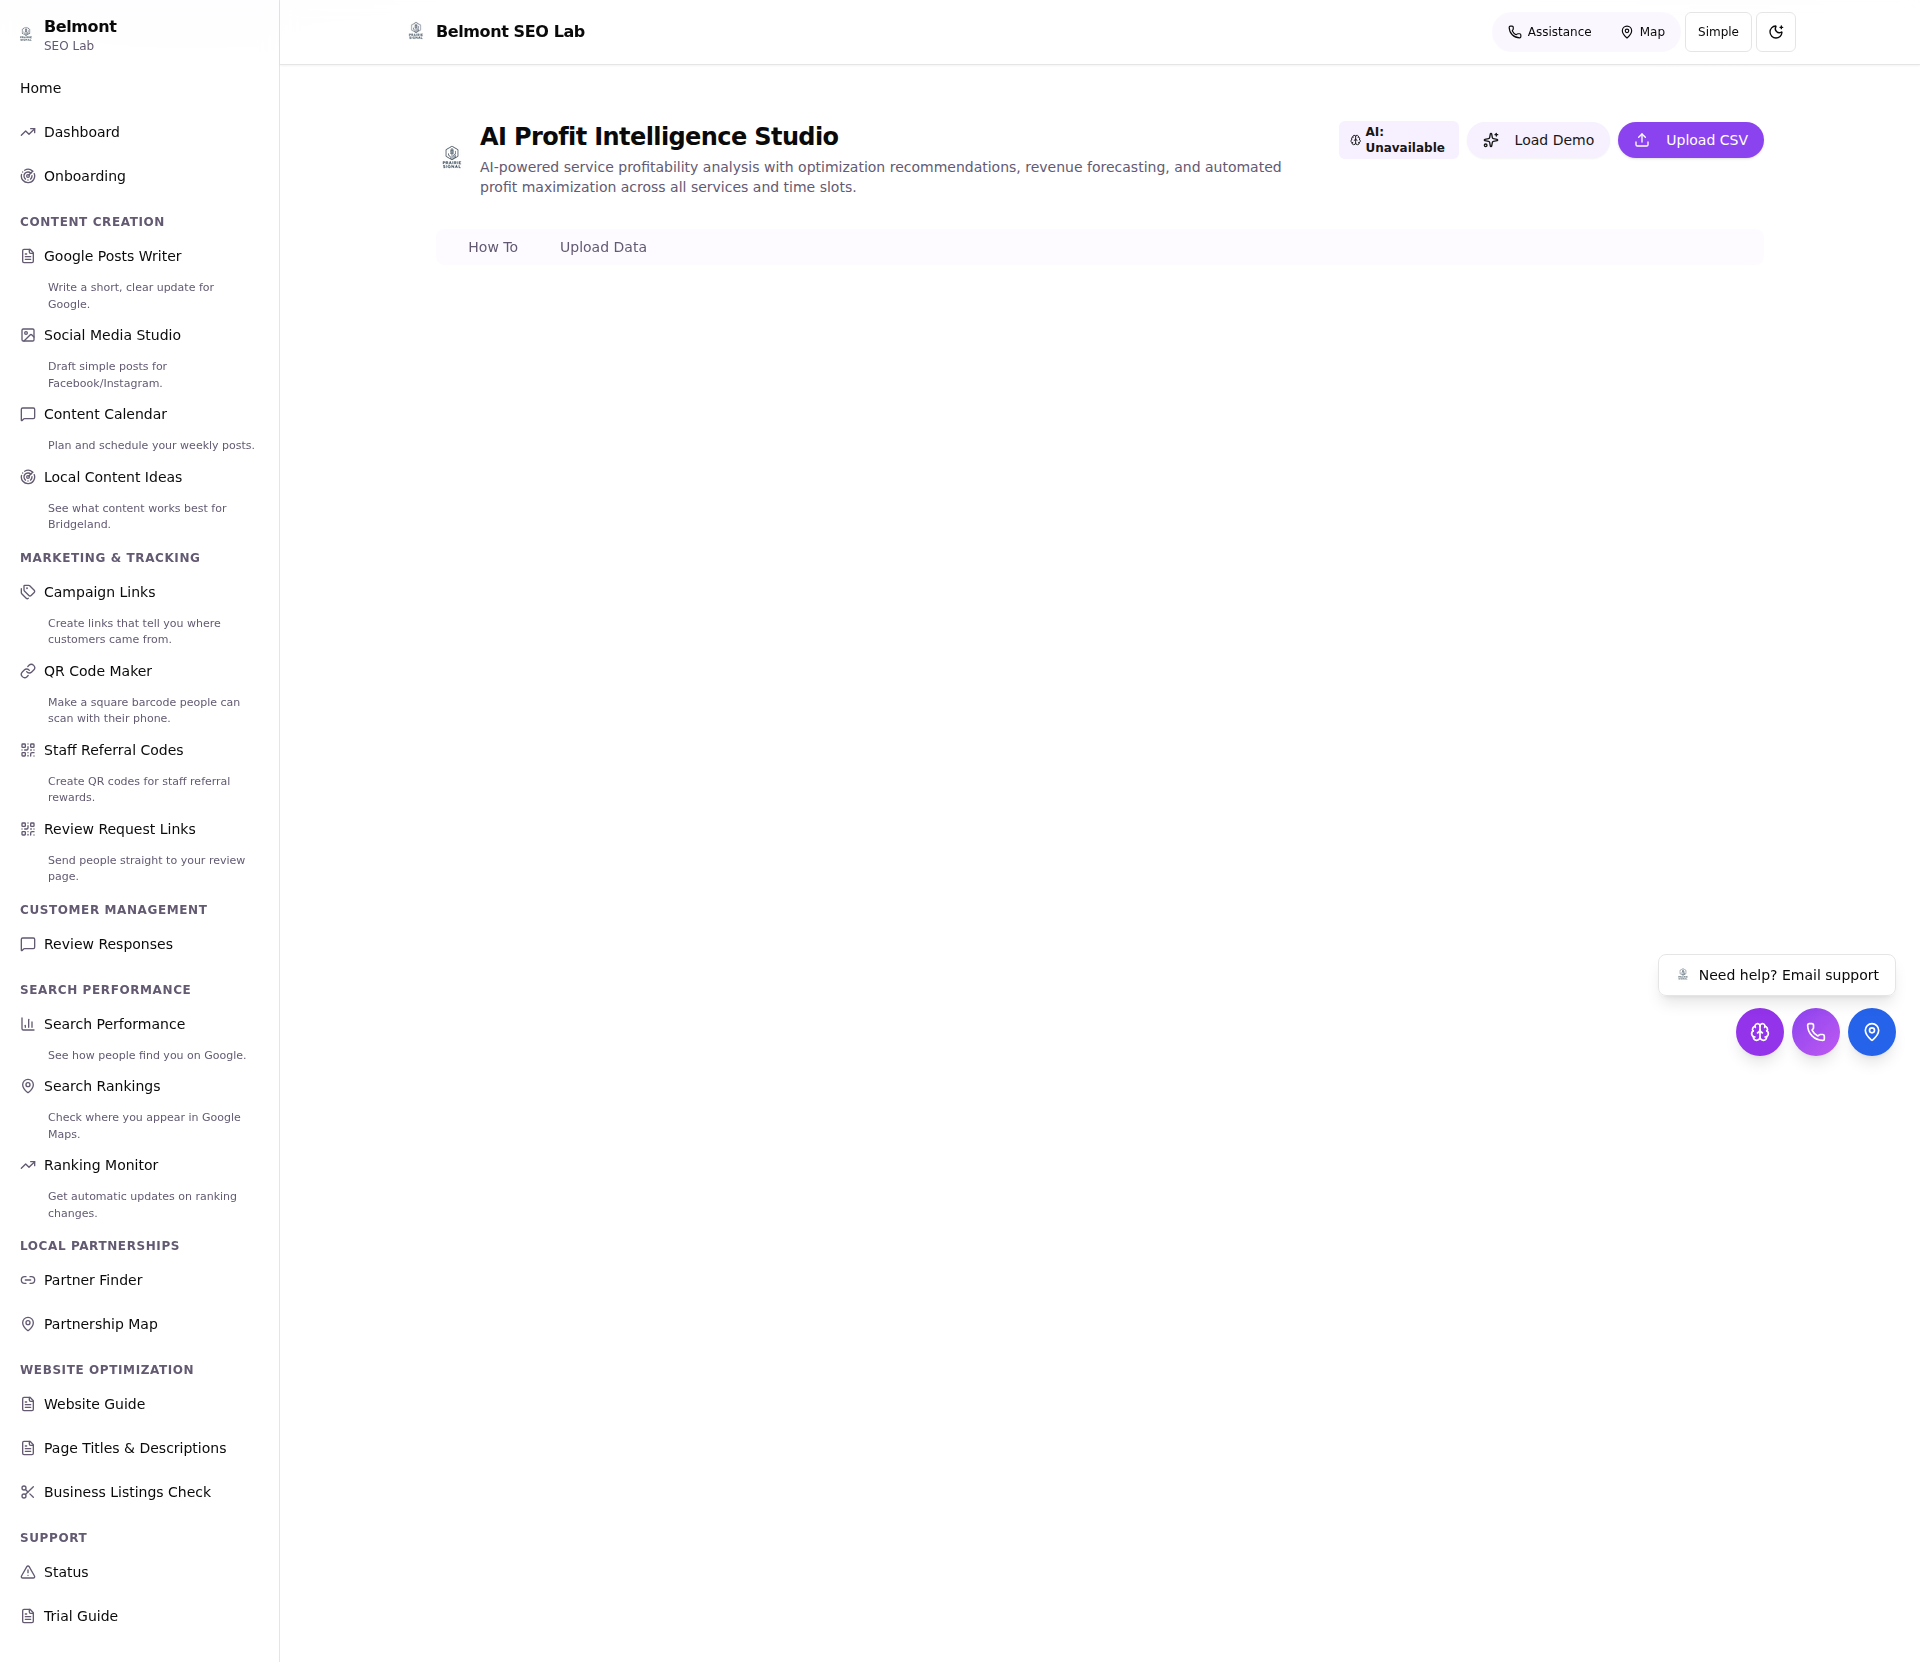 Belmont
SEO Lab
Home
Dashboard
Onboarding
CONTENT CREATION
Google Posts Writer
Write a short, clear update for
Google.
Social Media Studio
Draft simple posts for
Facebook/Instagram.
Content Calendar
Plan and schedule your weekly posts.
Local Content Ideas
See what content works best for
Bridgeland.
MARKETING & TRACKING
Campaign Links
Create links that tell you where
customers came from.
QR Code Maker
Make a square barcode people can
scan with their phone.
Staff Referral Codes
Create QR codes for staff referral
rewards.
Review Request Links
Send people straight to your review
page.
CUSTOMER MANAGEMENT
Review Responses
SEARCH PERFORMANCE
Search Performance
See how people find you on Google.
Search Rankings
Check where you appear in Google
Maps.
Ranking Monitor
Get automatic updates on ranking
changes.
LOCAL PARTNERSHIPS
Partner Finder
Partnership Map
WEBSITE OPTIMIZATION
Website Guide
Page Titles & Descriptions
Business Listings Check
SUPPORT
Status
Trial Guide
Belmont SEO Lab
Assistance
Map
Simple
PRAIRIE
SIGNAL
AI Profit Intelligence Studio
AI-powered service profitability analysis with optimization recommendations, revenue forecasting, and automated
profit maximization across all services and time slots.
AI:
Unavailable
Load Demo
Upload CSV
How To
Upload Data
Need help? Email support